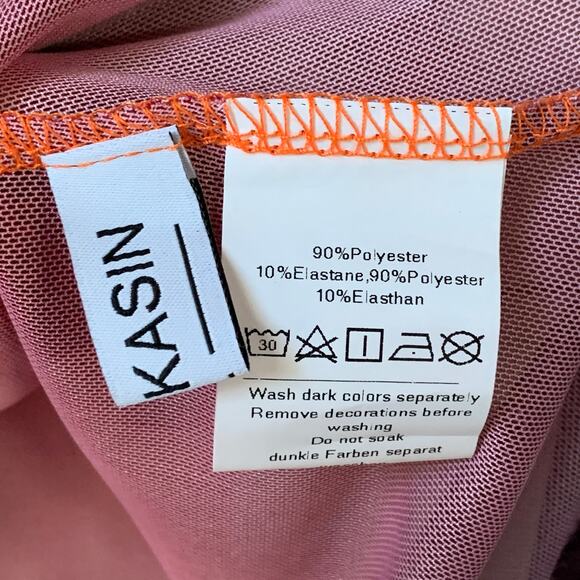 KASIN
90%Polyester
10%Elastane,90%Polyester
10%Elasthan
30
Wash dark colors separately
Remove decorations before
washing
Do not soak
dunkle Farben separat